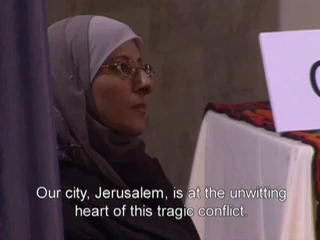 Our city, Jerusalem, is at the unwitting
heart of this tragic conflict.